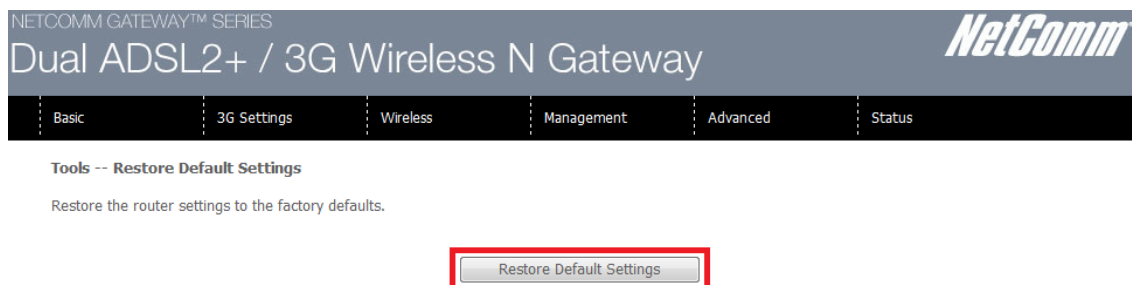 NETCOMM GATEWAY™ SERIES
Dual ADSL2+ / 3G Wireless N Gateway
NetComm
Basic 3G Settings Wireless Management Advanced Status
Tools -- Restore Default Settings
Restore the router settings to the factory defaults.
Restore Default Settings